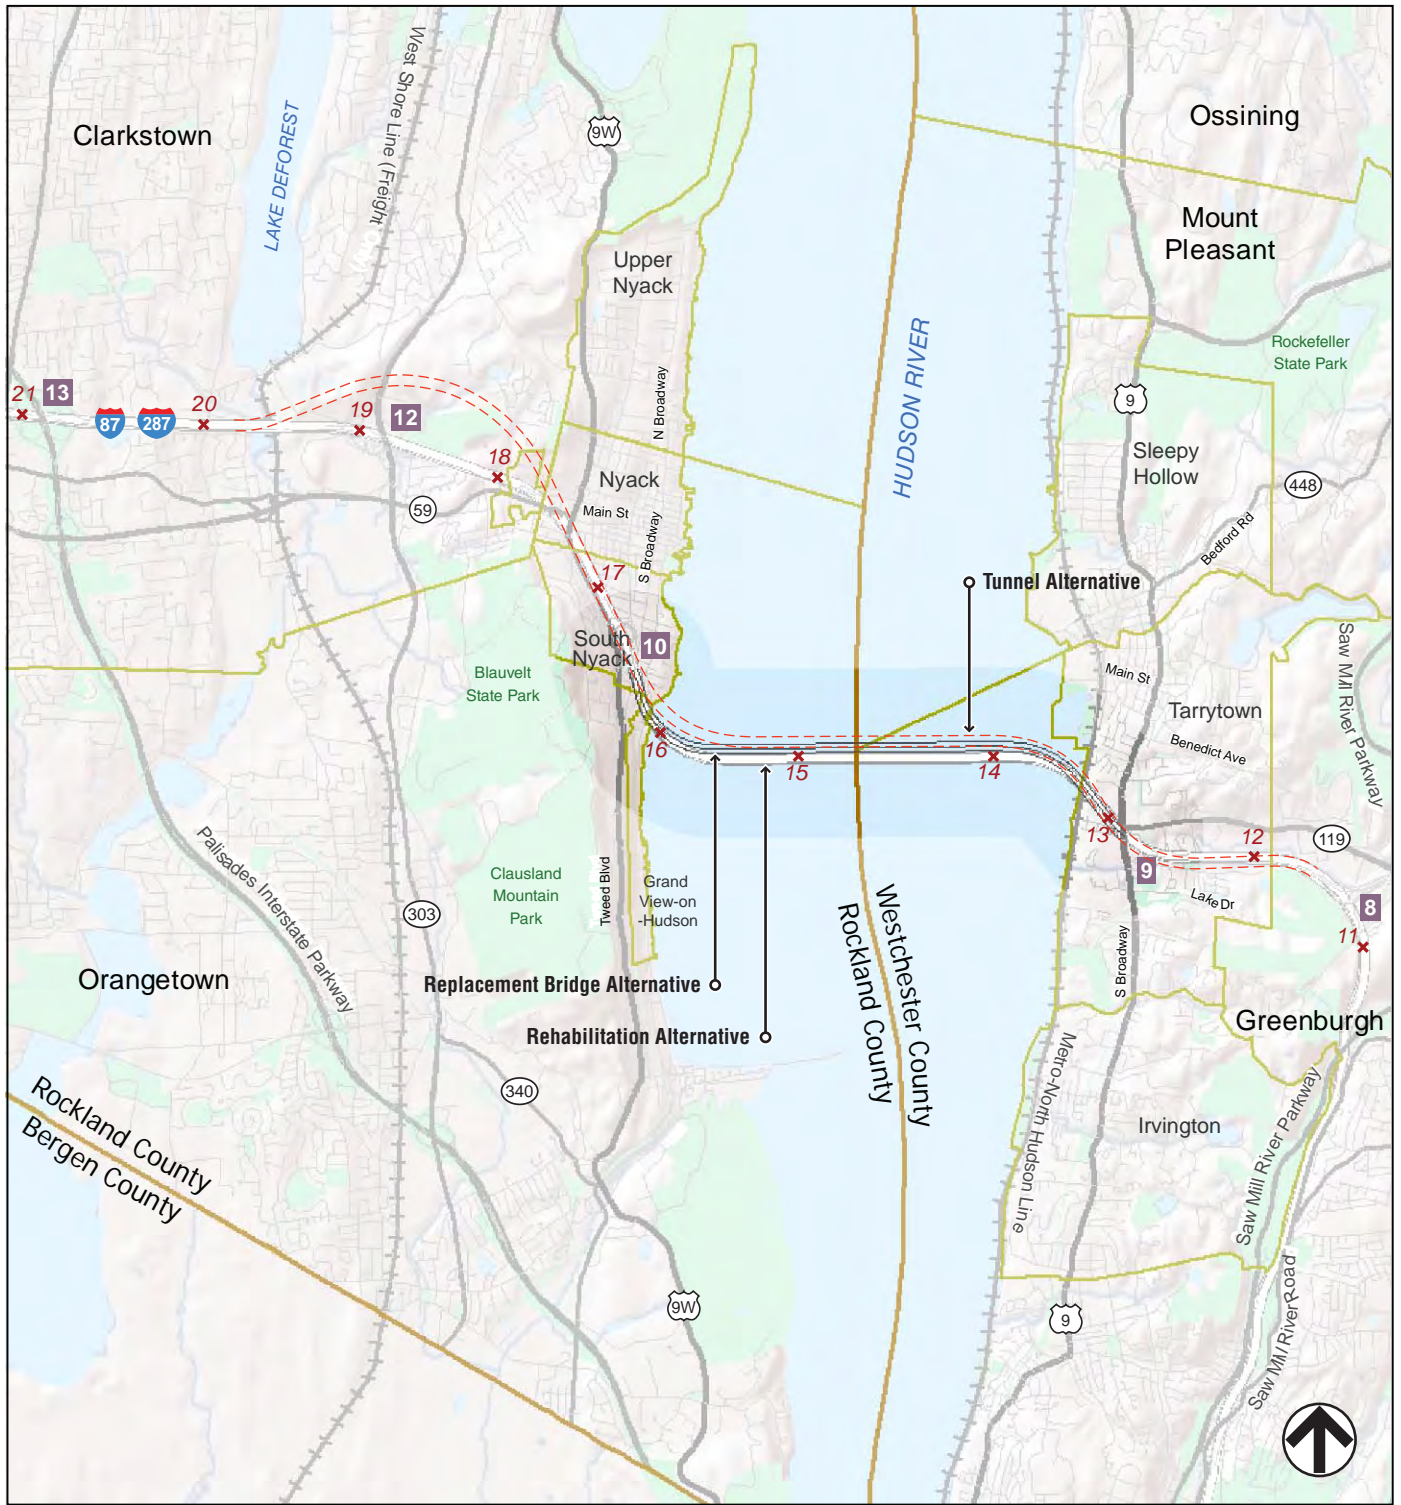 Clarkstown
LAKE DEFOREST
West Shore Line (Freight
9W
Ossining
Mount
Pleasant
Upper
Nyack
N Broadway
HUDSON RIVER
Rockefeller
State Park
9
Sleepy
Hollow
448
Bedford Rd
21
13
87
287
20
19
12
18
59
Nyack
Main St
S Broadway
17
Tunnel Alternative
South
Nyack
10
Blauvelt
State Park
16
15
14
Main St
Tarrytown
Benedict Ave
Saw Mill River Parkway
13
12
119
9
8
Lake Dr
11
Palisades Interstate Parkway
303
Clausland
Mountain
Park
Tweed Blvd
Grand
View-on
-Hudson
Westchester County
Rockland County
S Broadway
Orangetown
Replacement Bridge Alternative
Rehabilitation Alternative
Greenburgh
340
Rockland County
Bergen County
Metro-North Hudson Line
Irvington
Saw Mill River Parkway
Saw Mill River Road
9W
9